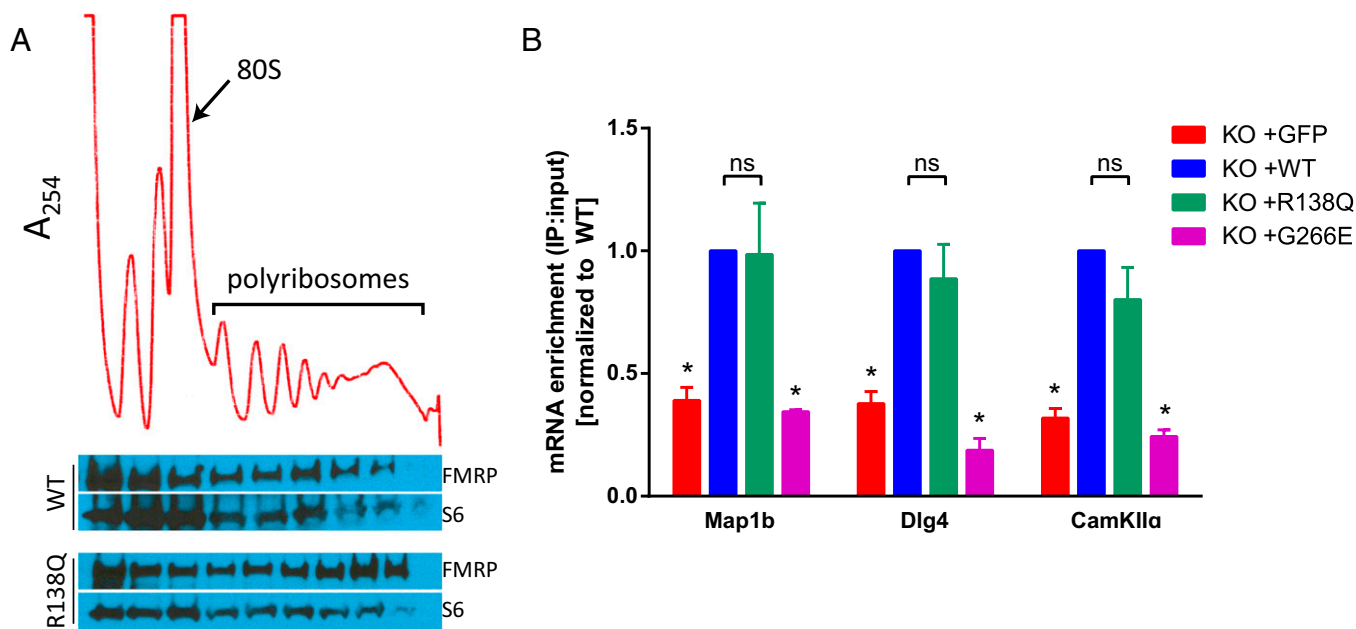 A
80S
A254
polyribosomes
WT
FMRP
S6
R138Q
FMRP
S6
B
mRNA enrichment (IP:input)
[normalized to WT]
1.5
1.0
0.5
0.0
ns
ns
ns
*
*
*
*
*
*
Map1b
Dlg4
CamKIIα
KO +GFP
KO +WT
KO +R138Q
KO +G266E